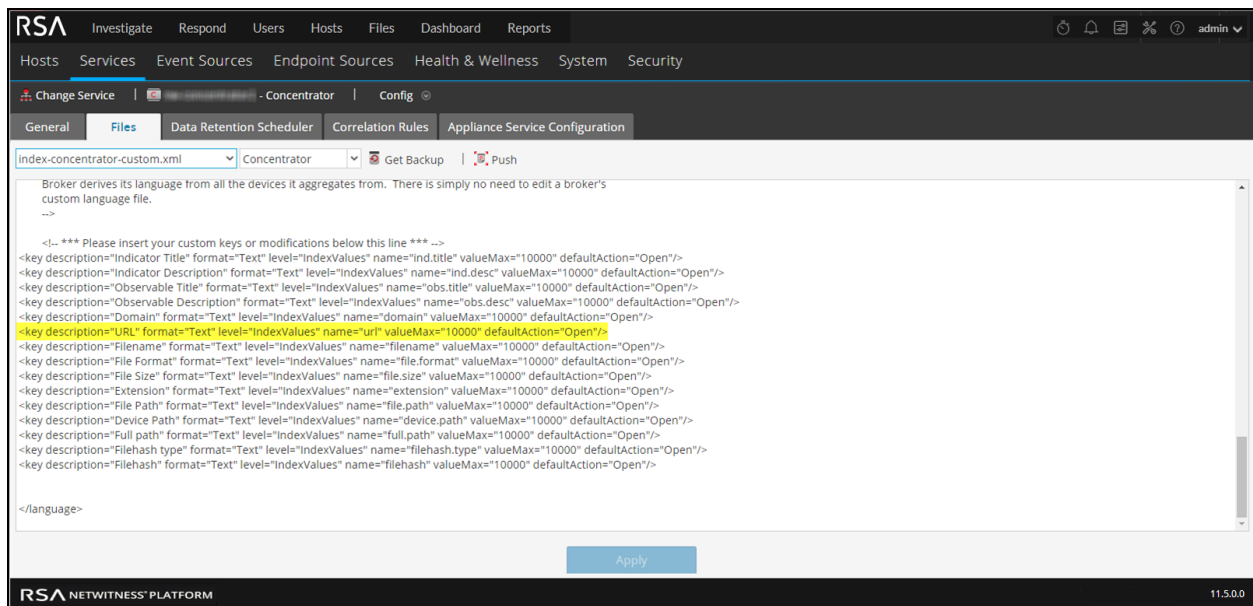 RSA Investigate Respond Users Hosts Files Dashboard Reports admin
Hosts Services Event Sources Endpoint Sources Health & Wellness System Security
Change Service | - Concentrator | Config
General Files Data Retention Scheduler Correlation Rules Appliance Service Configuration
index-concentrator-custom.xml Concentrator Get Backup | Push
Broker derives its language from all the devices it aggregates from. There is simply no need to edit a broker's
custom language file.
-->
<!-- *** Please insert your custom keys or modifications below this line *** -->
<key description="Indicator Title" format="Text" level="IndexValues" name="ind.title" valueMax="10000" defaultAction="Open"/>
<key description="Indicator Description" format="Text" level="IndexValues" name="ind.desc" valueMax="10000" defaultAction="Open"/>
<key description="Observable Title" format="Text" level="IndexValues" name="obs.title" valueMax="10000" defaultAction="Open"/>
<key description="Observable Description" format="Text" level="IndexValues" name="obs.desc" valueMax="10000" defaultAction="Open"/>
<key description="Domain" format="Text" level="IndexValues" name="domain" valueMax="10000" defaultAction="Open"/>
<key description="URL" format="Text" level="IndexValues" name="url" valueMax="10000" defaultAction="Open"/>
<key description="Filename" format="Text" level="IndexValues" name="filename" valueMax="10000" defaultAction="Open"/>
<key description="File Format" format="Text" level="IndexValues" name="file.format" valueMax="10000" defaultAction="Open"/>
<key description="File Size" format="Text" level="IndexValues" name="file.size" valueMax="10000" defaultAction="Open"/>
<key description="Extension" format="Text" level="IndexValues" name="extension" valueMax="10000" defaultAction="Open"/>
<key description="File Path" format="Text" level="IndexValues" name="file.path" valueMax="10000" defaultAction="Open"/>
<key description="Device Path" format="Text" level="IndexValues" name="device.path" valueMax="10000" defaultAction="Open"/>
<key description="Full path" format="Text" level="IndexValues" name="full.path" valueMax="10000" defaultAction="Open"/>
<key description="Filehash type" format="Text" level="IndexValues" name="filehash.type" valueMax="10000" defaultAction="Open"/>
<key description="Filehash" format="Text" level="IndexValues" name="filehash" valueMax="10000" defaultAction="Open"/>
</language>
Apply
RSA NETWITNESS® PLATFORM 11.5.0.0